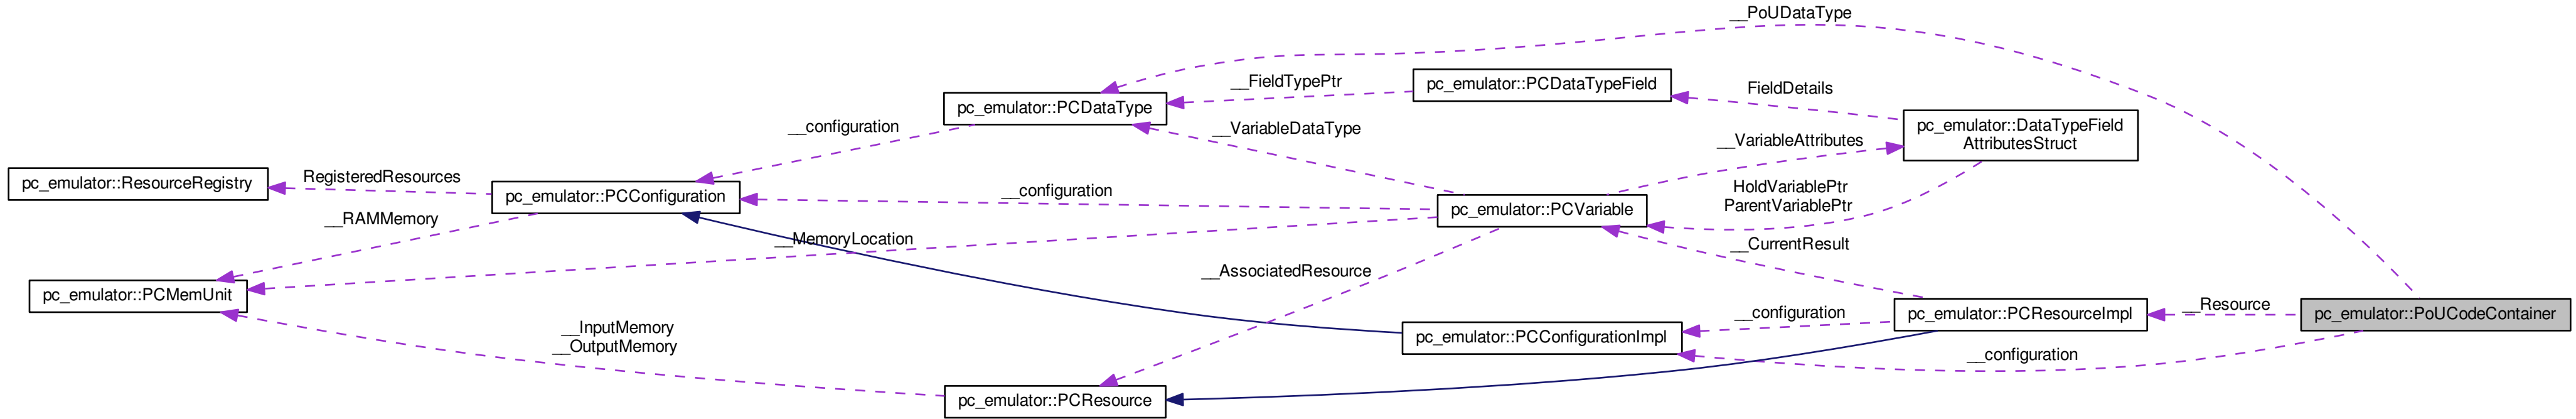 __PoUDataType
__FieldTypePtr
pc_emulator::PCDataTypeField
FieldDetails
pc_emulator::PCDataType
__configuration
__VariableDataType
__VariableAttributes
pc_emulator::DataTypeField
AttributesStruct
pc_emulator::ResourceRegistry
RegisteredResources
pc_emulator::PCConfiguration
__configuration
pc_emulator::PCVariable
HoldVariablePtr
ParentVariablePtr
__RAMMemory
__MemoryLocation
__CurrentResult
__AssociatedResource
pc_emulator::PCMemUnit
__InputMemory
__OutputMemory
pc_emulator::PCConfigurationImpl
__configuration
pc_emulator::PCResourceImpl
__Resource
pc_emulator::PoUCodeContainer
__configuration
pc_emulator::PCResource